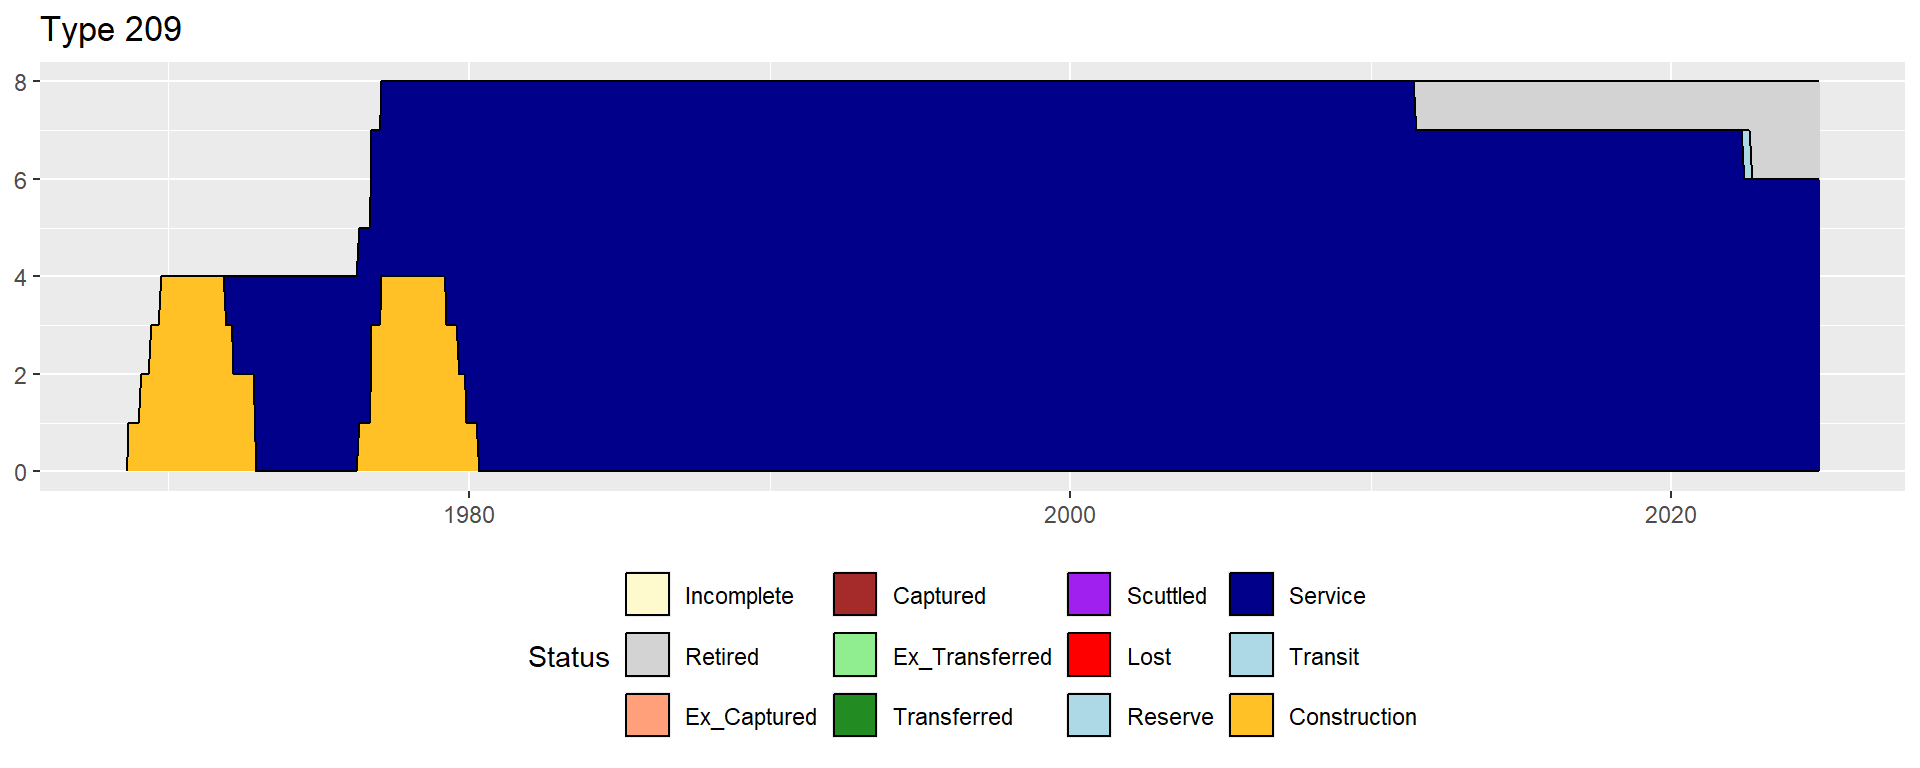 Type 209
8
6
4
2
0
1980 2000 2020
Incomplete Captured Scuttled Service
Status Retired Ex_Transferred Lost Transit
Ex_Captured Transferred Reserve Construction